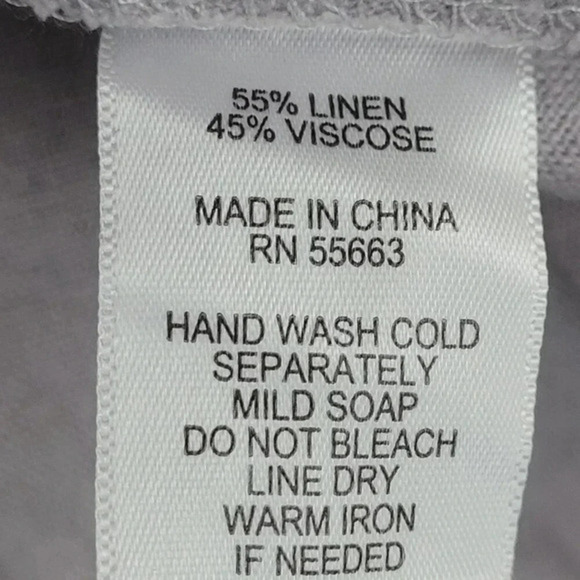 55% LINEN
45% VISCOSE
MADE IN CHINA
RN 55663
HAND WASH COLD
SEPARATELY
MILD SOAP
DO NOT BLEACH
LINE DRY
WARM IRON
IF NEEDED